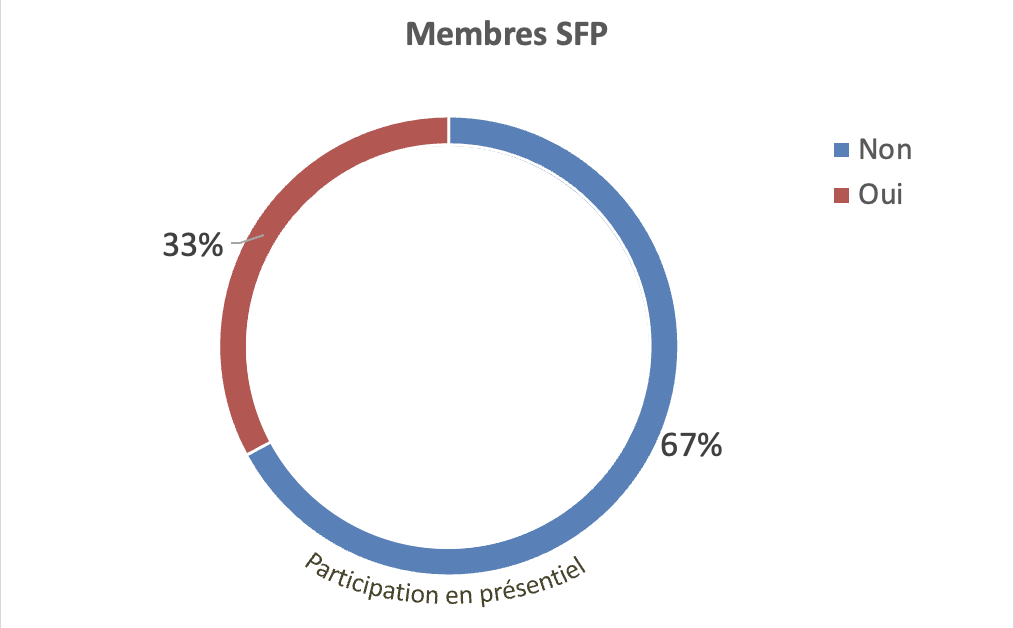 Membres SFP
Non
Oui
33%
67%
Participation en présentiel